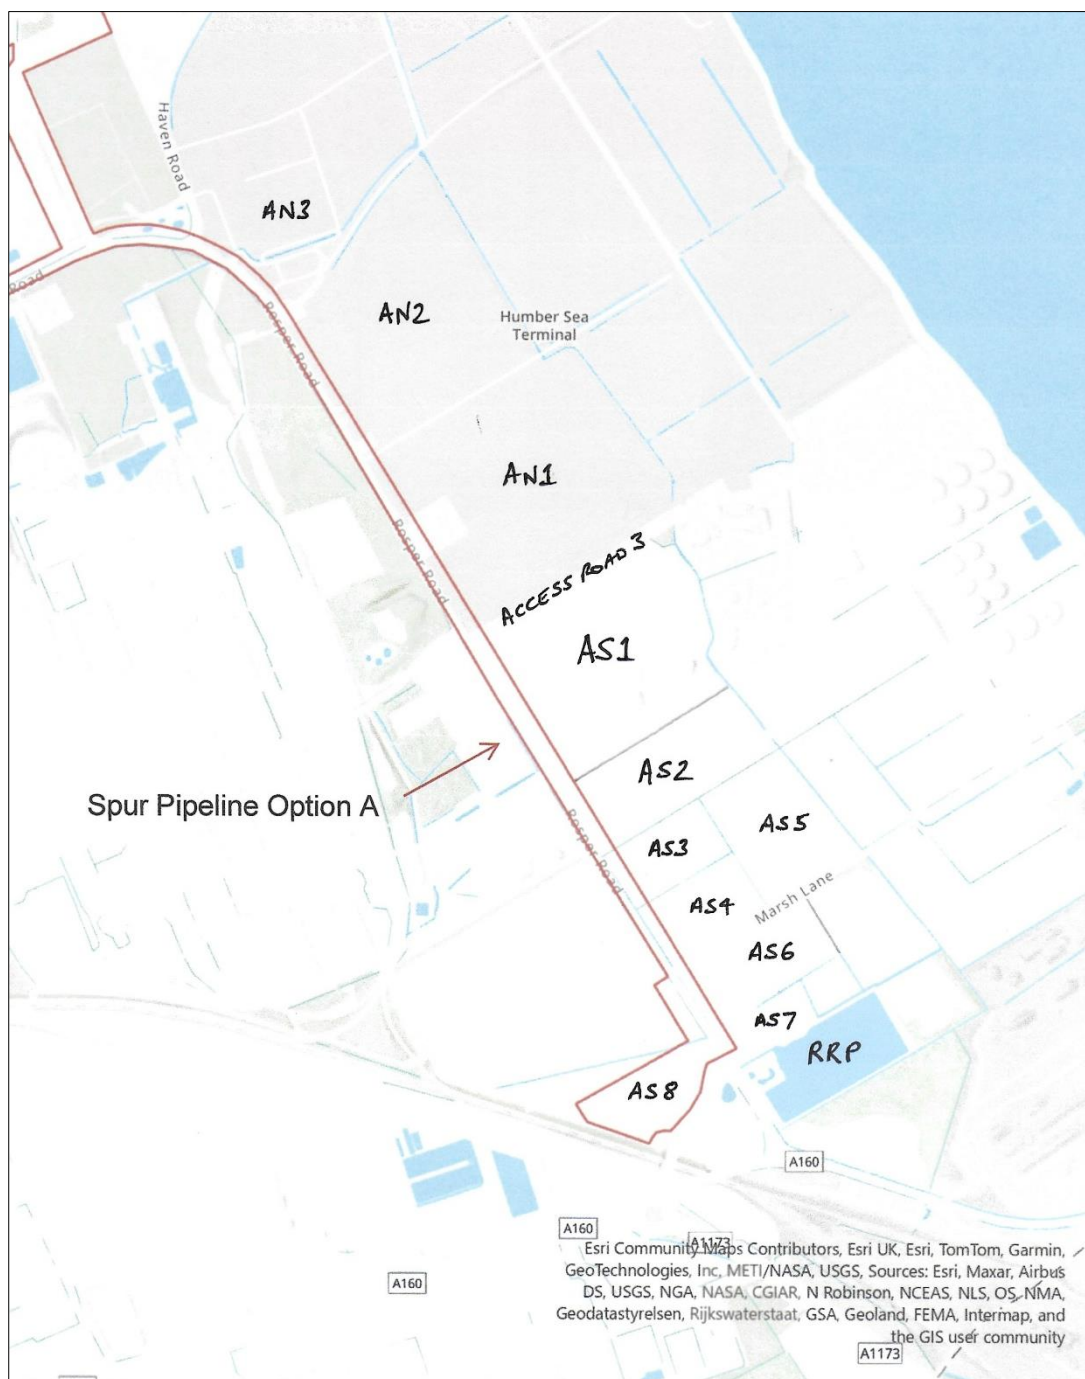 Haven Road
AN3
Road
Rosper Road
AN2
Humber Sea
Terminal
AN1
Rosper Road
ACCESS ROAD 3
AS1
AS2
Spur Pipeline Option A
Rosper Road
AS3
AS5
AS4
Marsh Lane
AS6
AS7
RRP
AS8
A160
A160
A1173
Esri Community Maps Contributors, Esri UK, Esri, TomTom, Garmin,
GeoTechnologies, Inc, METI/NASA, USGS, Sources: Esri, Maxar, Airbus
DS, USGS, NGA, NASA, CGIAR, N Robinson, NCEAS, NLS, OS, NMA,
Geodatastyrelsen, Rijkswaterstaat, GSA, Geoland, FEMA, Intermap, and
the GIS user community
A160
A1173